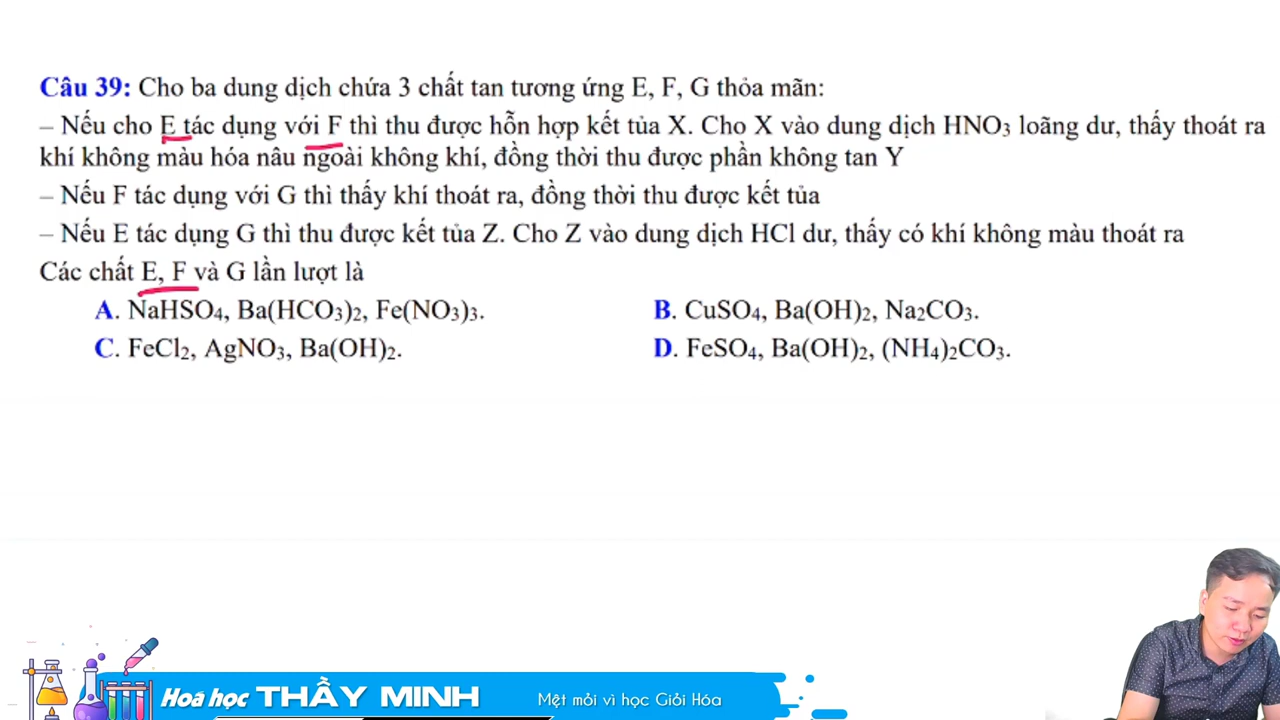 Câu 39: Cho ba dung dịch chứa 3 chất tan tương ứng E, F, G thỏa mãn:
– Nếu cho E tác dụng với F thì thu được hỗn hợp kết tủa X. Cho X vào dung dịch HNO₃ loãng dư, thấy thoát ra
khí không màu hóa nâu ngoài không khí, đồng thời thu được phần không tan Y
– Nếu F tác dụng với G thì thấy khí thoát ra, đồng thời thu được kết tủa
– Nếu E tác dụng G thì thu được kết tủa Z. Cho Z vào dung dịch HCl dư, thấy có khí không màu thoát ra
Các chất E, F và G lần lượt là
A. NaHSO₄, Ba(HCO₃)₂, Fe(NO₃)₃. B. CuSO₄, Ba(OH)₂, Na₂CO₃.
C. FeCl₂, AgNO₃, Ba(OH)₂. D. FeSO₄, Ba(OH)₂, (NH₄)₂CO₃.
Hoá học THẦY MINH Mệt mỏi vì học Giỏi Hóa